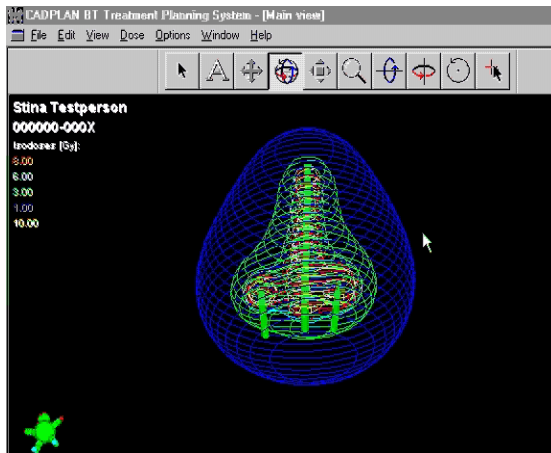 CADPLAN BT Treatment Planning System - [Main view]
File Edit View Dose Options Window Help
A
Stina Testperson
000000-000X
Isodoses [Gy]:
8.00
6.00
3.00
1.00
10.00